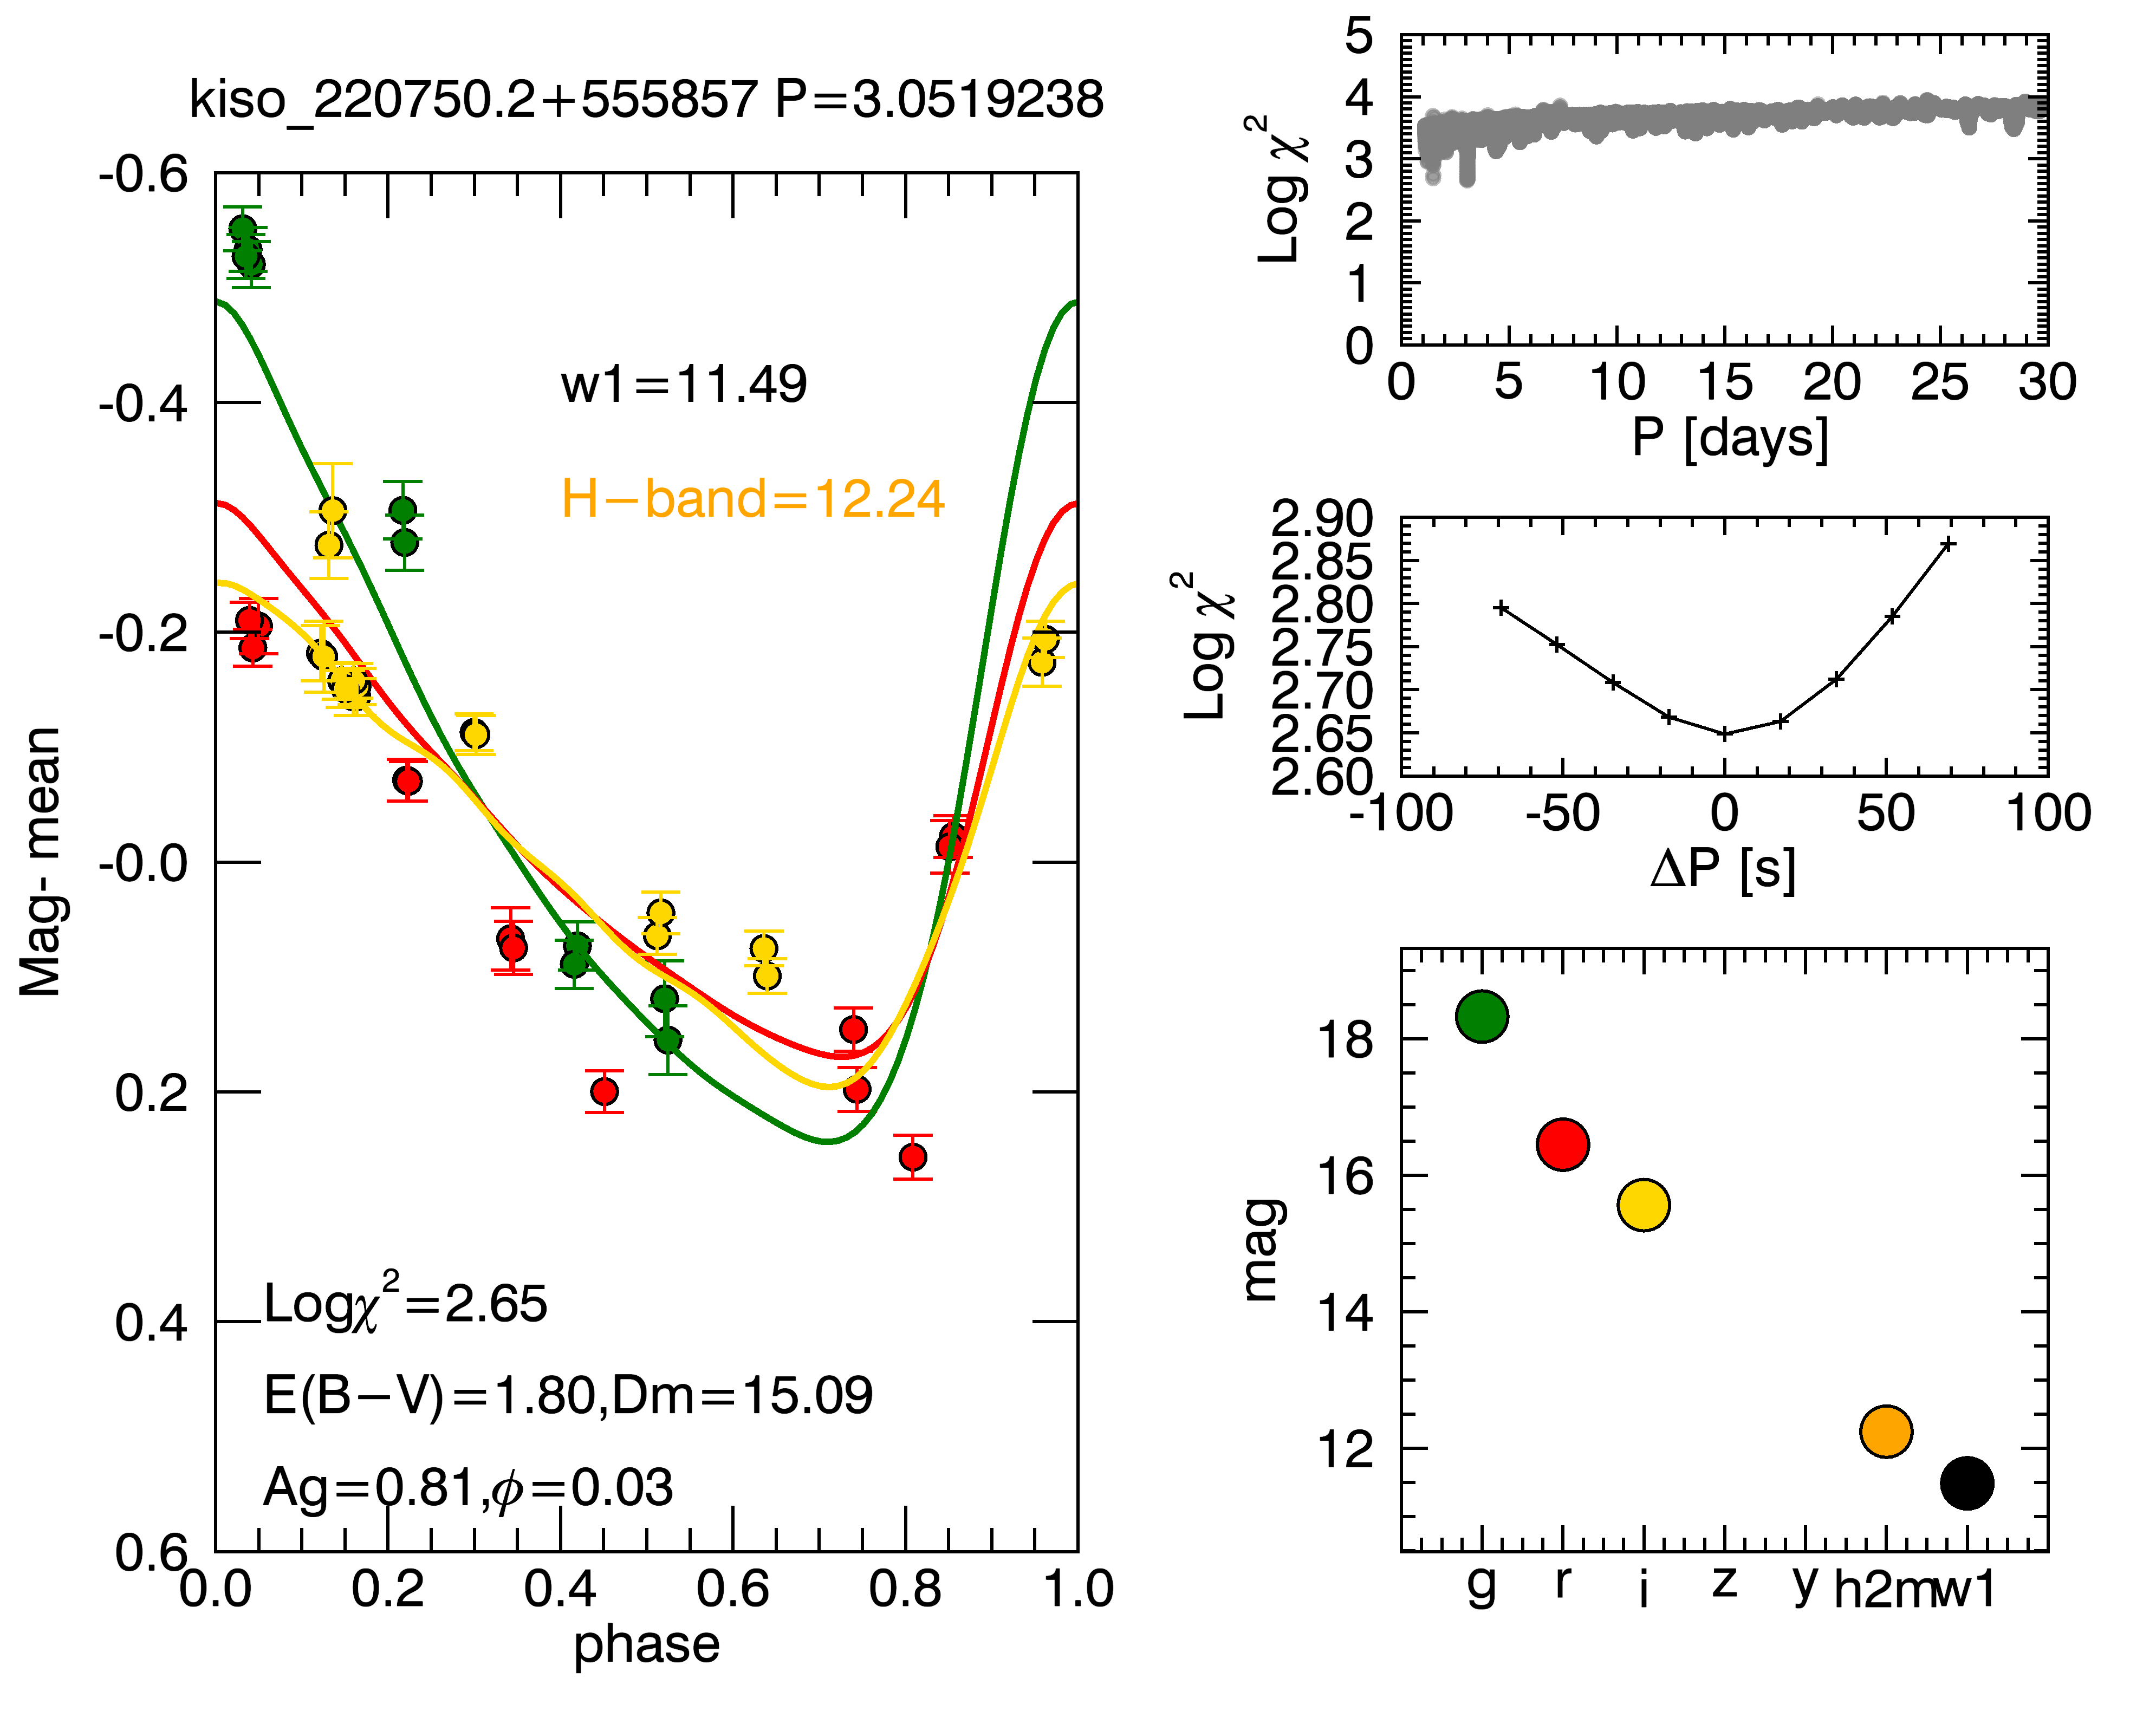 kiso_220750.2+555857 P=3.0519238
-0.6
-0.4
-0.2
-0.0
0.2
0.4
0.6
Mag- mean
w1=11.49
H−band=12.24
Logχ²=2.65
E(B−V)=1.80,Dm=15.09
Ag=0.81,ϕ=0.03
0.0 0.2 0.4 0.6 0.8 1.0
phase
5
4
3
2
1
0
Log χ²
0 5 10 15 20 25 30
P [days]
2.90
2.85
2.80
2.75
2.70
2.65
2.60
Log χ²
-100 -50 0 50 100
ΔP [s]
18
16
14
12
mag
g r i z y h2mw1